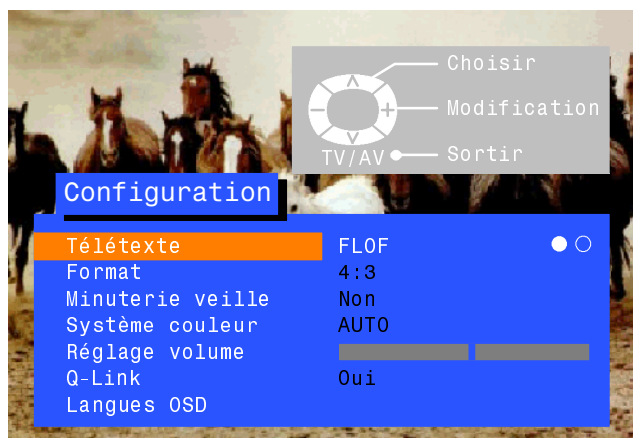 Choisir
Modification
TV/AV Sortir
Configuration
Télétexte FLOF
Format 4:3
Minuterie veille Non
Système couleur AUTO
Réglage volume
Q-Link Oui
Langues OSD